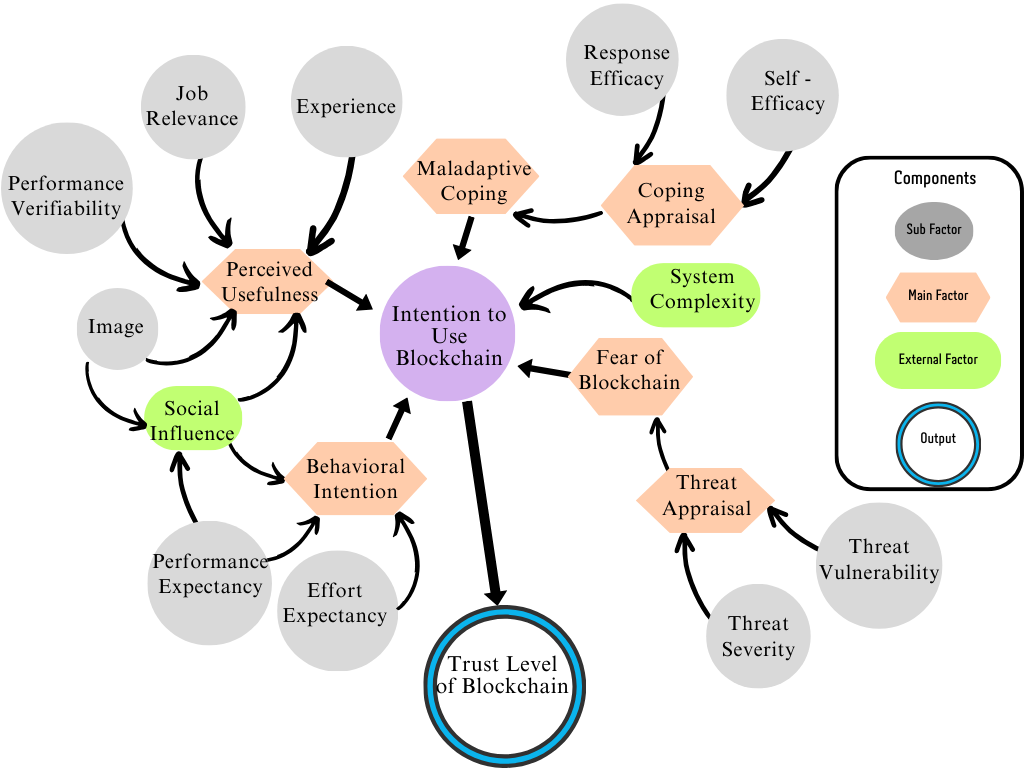 Response
Efficacy
Self -
Efficacy
Job
Relevance
Experience
Performance
Verifiability
Maladaptive
Coping
Coping
Appraisal
Components
Sub Factor
Main Factor
External Factor
Output
Perceived
Usefulness
System
Complexity
Image
Intention to
Use
Blockchain
Fear of
Blockchain
Social
Influence
Behavioral
Intention
Threat
Appraisal
Performance
Expectancy
Effort
Expectancy
Threat
Vulnerability
Threat
Severity
Trust Level
of Blockchain